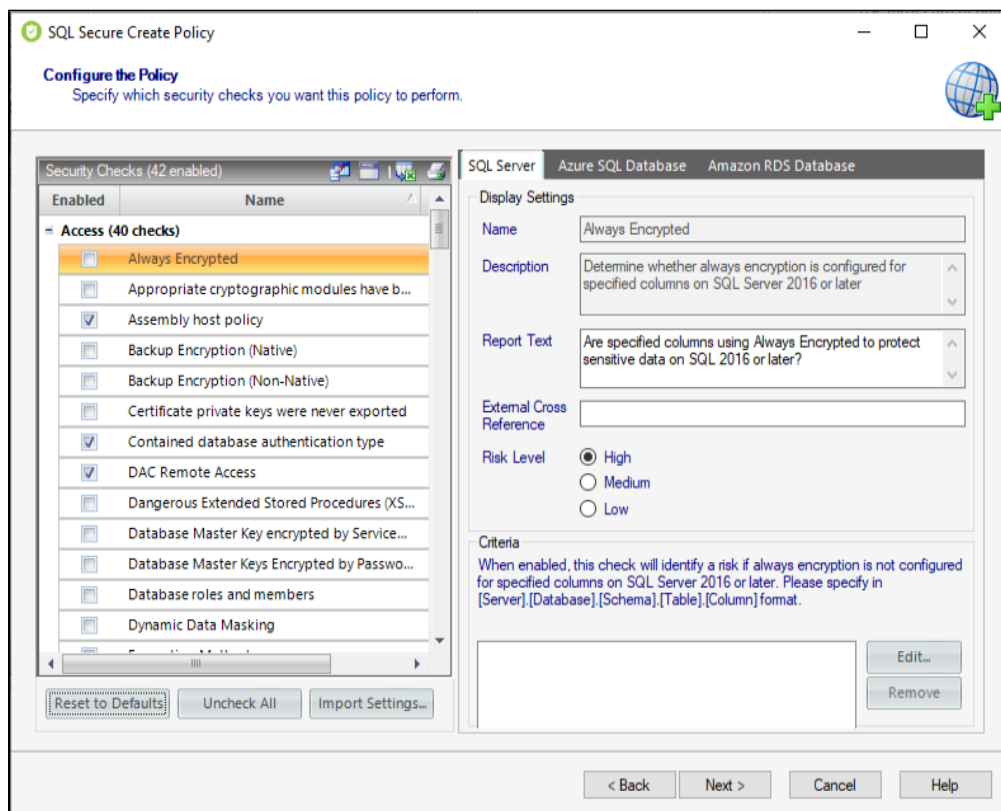 SQL Secure Create Policy
Configure the Policy
Specify which security checks you want this policy to perform.
Security Checks (42 enabled)
Enabled Name
Access (40 checks)
Always Encrypted
Appropriate cryptographic modules have b...
Assembly host policy
Backup Encryption (Native)
Backup Encryption (Non-Native)
Certificate private keys were never exported
Contained database authentication type
DAC Remote Access
Dangerous Extended Stored Procedures (XS...
Database Master Key encrypted by Service...
Database Master Keys Encrypted by Passwo...
Database roles and members
Dynamic Data Masking
Reset to Defaults Uncheck All Import Settings...
SQL Server Azure SQL Database Amazon RDS Database
Display Settings
Name Always Encrypted
Description Determine whether always encryption is configured for
specified columns on SQL Server 2016 or later
Report Text Are specified columns using Always Encrypted to protect
sensitive data on SQL 2016 or later?
External Cross
Reference
Risk Level High
Medium
Low
Criteria
When enabled, this check will identify a risk if always encryption is not configured
for specified columns on SQL Server 2016 or later. Please specify in
[Server].[Database].[Schema].[Table].[Column] format.
Edit...
Remove
< Back Next > Cancel Help